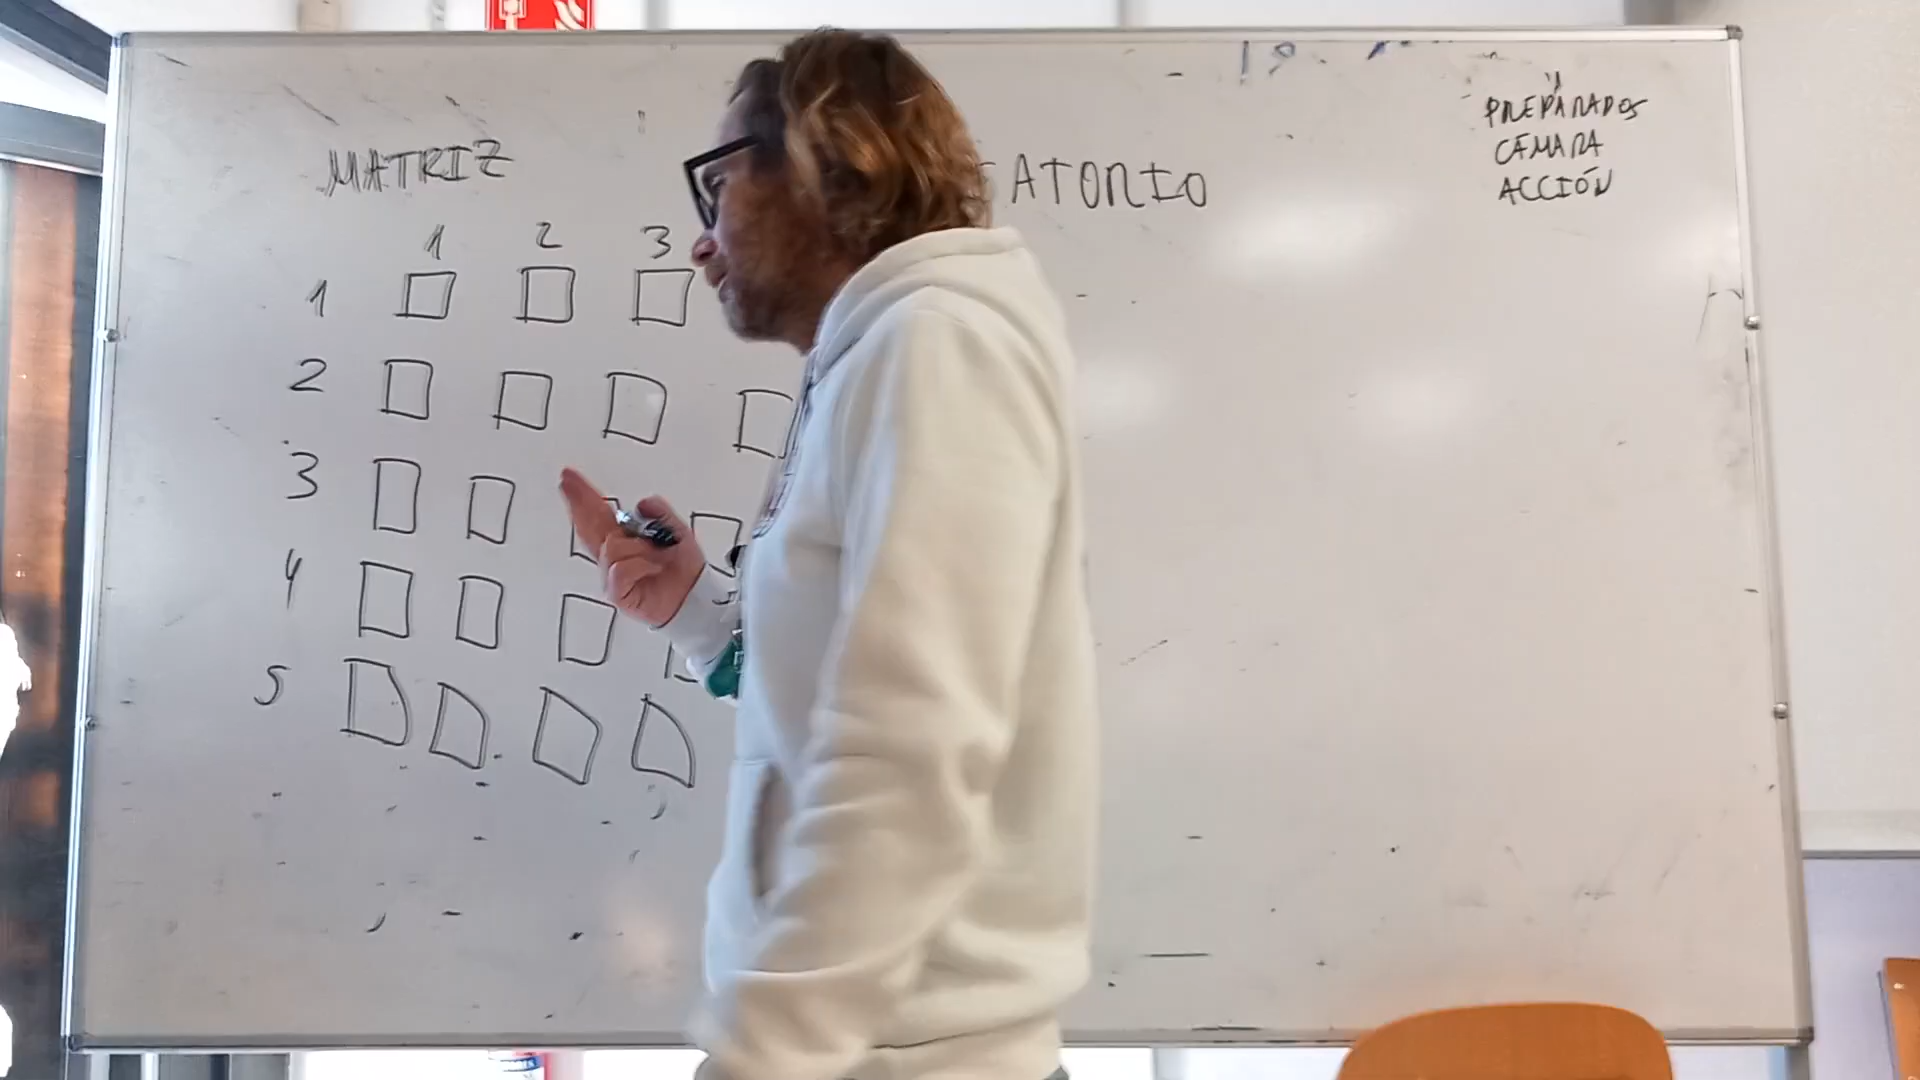 MATRIZ
ATORIO
PREPARADOS
CÁMARA
ACCIÓN
1 2 3
1
2
3
4
5